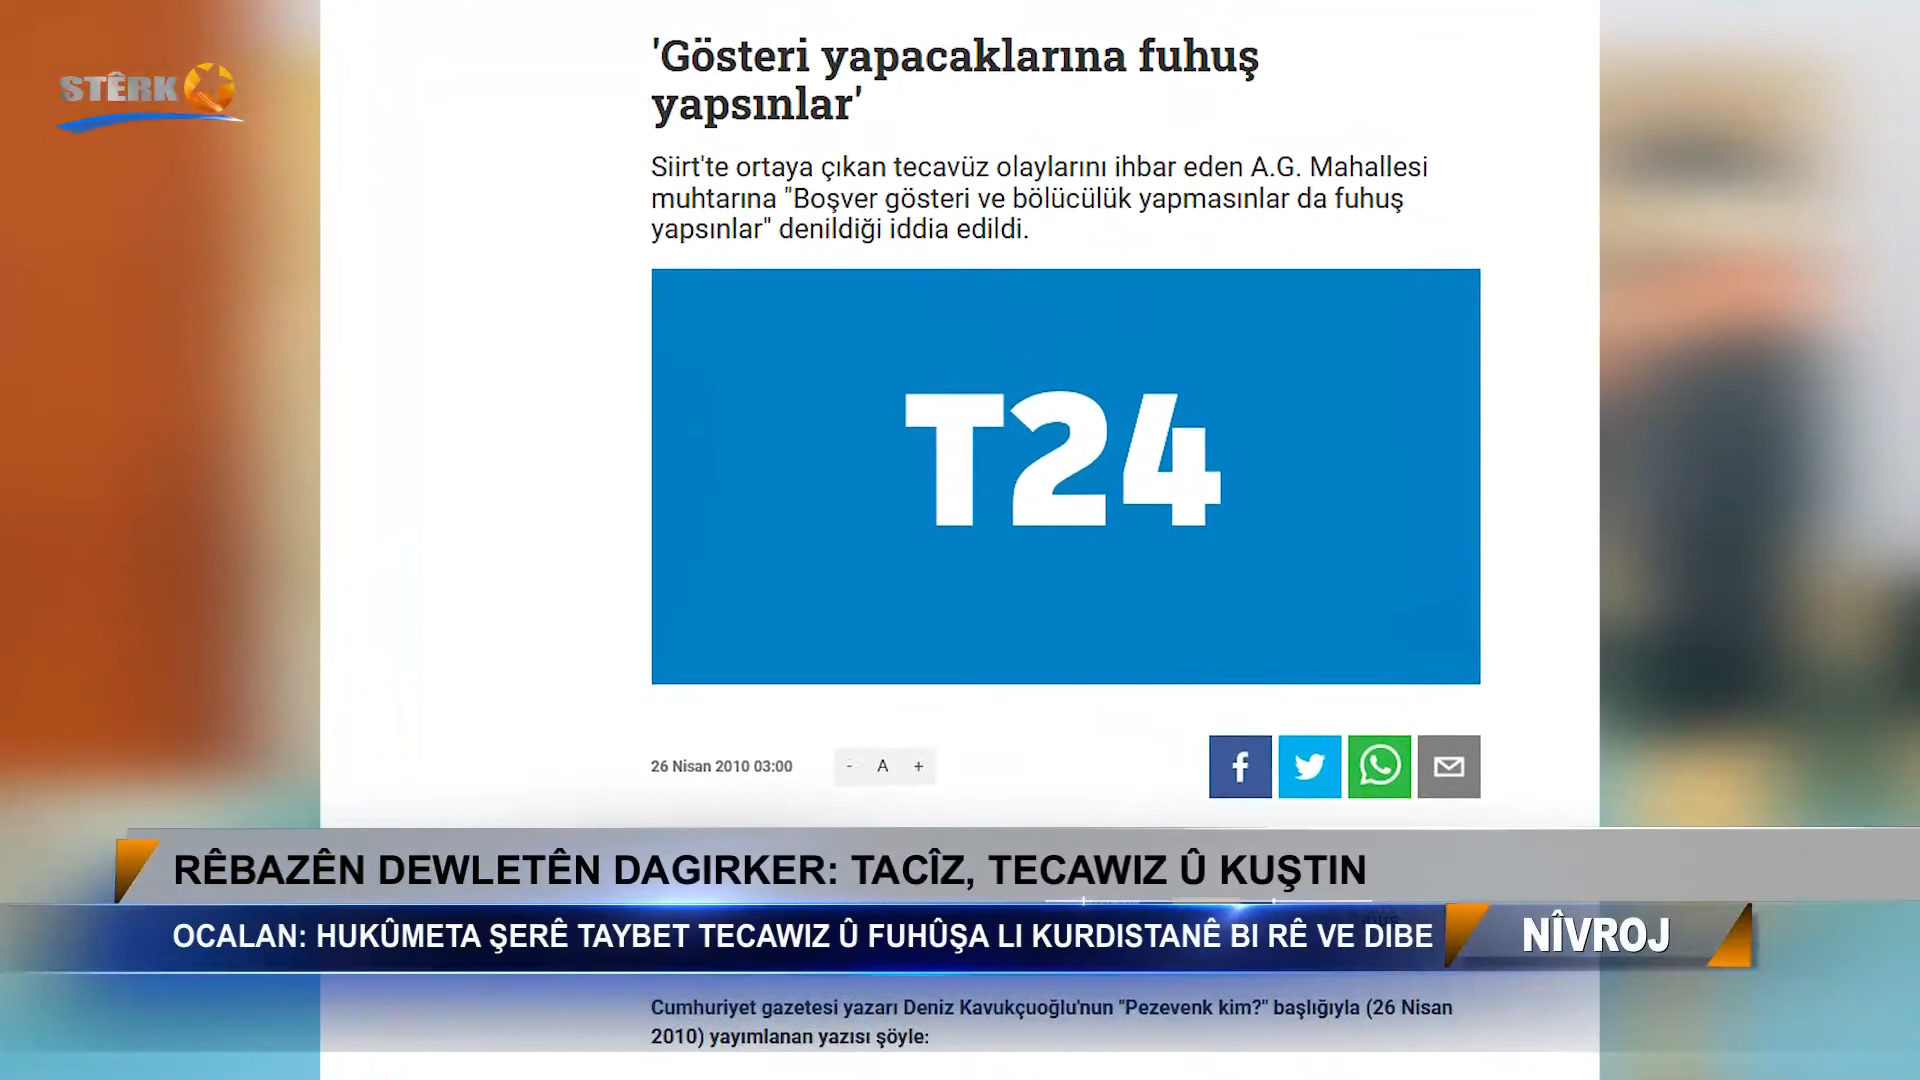 STÊRK
'Gösteri yapacaklarına fuhuş
yapsınlar'
Siirt'te ortaya çıkan tecavüz olaylarını ihbar eden A.G. Mahallesi
muhtarına "Boşver gösteri ve bölücülük yapmasınlar da fuhuş
yapsınlar" denildiği iddia edildi.
T24
26 Nisan 2010 03:00
- A +
RÊBAZÊN DEWLETÊN DAGIRKER: TACÎZ, TECAWIZ Û KUŞTIN
OCALAN: HUKÛMETA ŞERÊ TAYBET TECAWIZ Û FUHÛŞA LI KURDISTANÊ BI RÊ VE DIBE
NÎVROJ
Cumhuriyet gazetesi yazarı Deniz Kavukçuoğlu'nun "Pezevenk kim?" başlığıyla (26 Nisan
2010) yayımlanan yazısı şöyle: